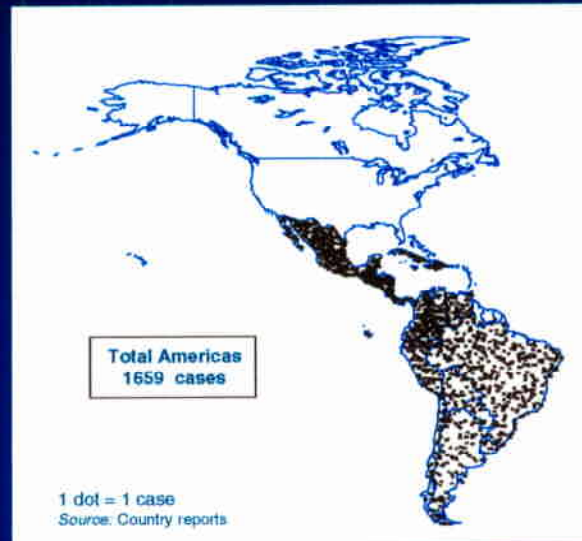 Total Americas
1659 cases
1 dot = 1 case
Source: Country reports